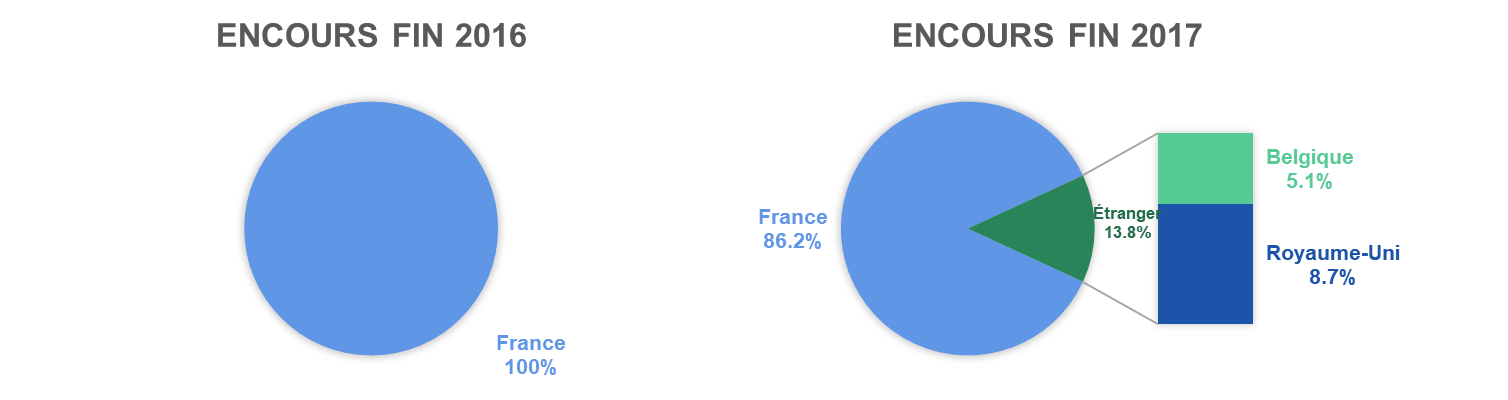 ENCOURS FIN 2016
France
100%
ENCOURS FIN 2017
France
86.2%
Étranger
13.8%
Belgique
5.1%
Royaume-Uni
8.7%